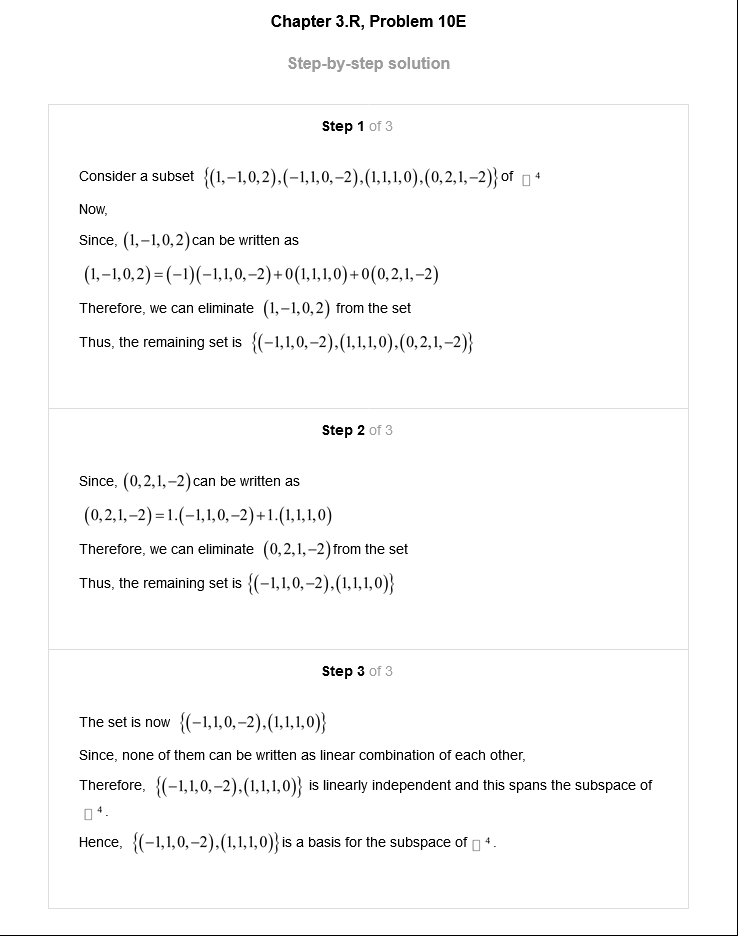 Chapter 3.R, Problem 10E
Step-by-step solution
Step 1 of 3
Consider a subset {(1,−1,0,2),(−1,1,0,−2),(1,1,1,0),(0,2,1,−2)} of □ ⁴
Now,
Since, (1,−1,0,2) can be written as
(1,−1,0,2)=(−1)(−1,1,0,−2)+0(1,1,1,0)+0(0,2,1,−2)
Therefore, we can eliminate (1,−1,0,2) from the set
Thus, the remaining set is {(−1,1,0,−2),(1,1,1,0),(0,2,1,−2)}
Step 2 of 3
Since, (0,2,1,−2) can be written as
(0,2,1,−2)=1.(−1,1,0,−2)+1.(1,1,1,0)
Therefore, we can eliminate (0,2,1,−2) from the set
Thus, the remaining set is {(−1,1,0,−2),(1,1,1,0)}
Step 3 of 3
The set is now {(−1,1,0,−2),(1,1,1,0)}
Since, none of them can be written as linear combination of each other,
Therefore, {(−1,1,0,−2),(1,1,1,0)} is linearly independent and this spans the subspace of
□ ⁴.
Hence, {(−1,1,0,−2),(1,1,1,0)} is a basis for the subspace of □ ⁴.